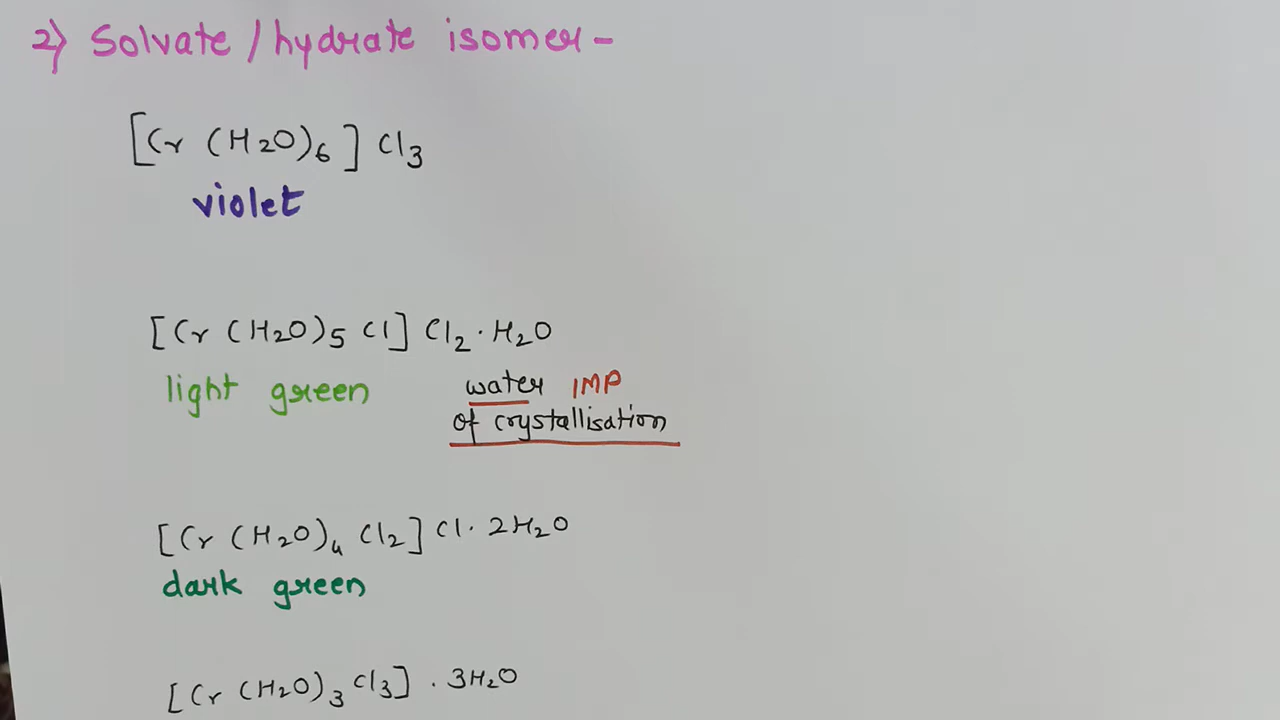 2) Solvate / hydrate isomer -
[Cr (H2O)6 ] Cl3
violet
[Cr (H2O)5 Cl] Cl2 · H2O
light green
water IMP
of crystallisation
[Cr (H2O)4 Cl2] Cl · 2H2O
dark green
[Cr (H2O)3 Cl3] · 3H2O